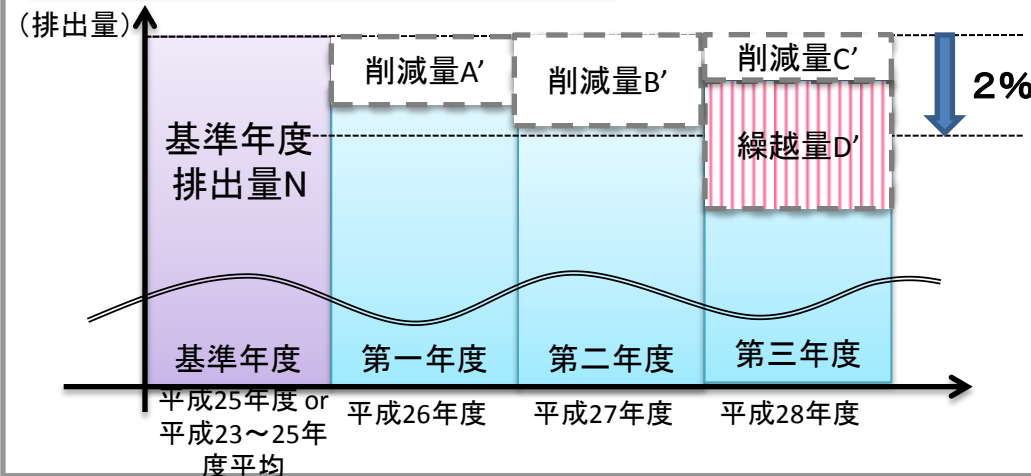 （排出量）
削減量A’
削減量B’
削減量C’
2%
基準年度
排出量N
繰越量D’
基準年度
第一年度
第二年度
第三年度
平成25年度 or
平成23～25年
度平均
平成26年度
平成27年度
平成28年度